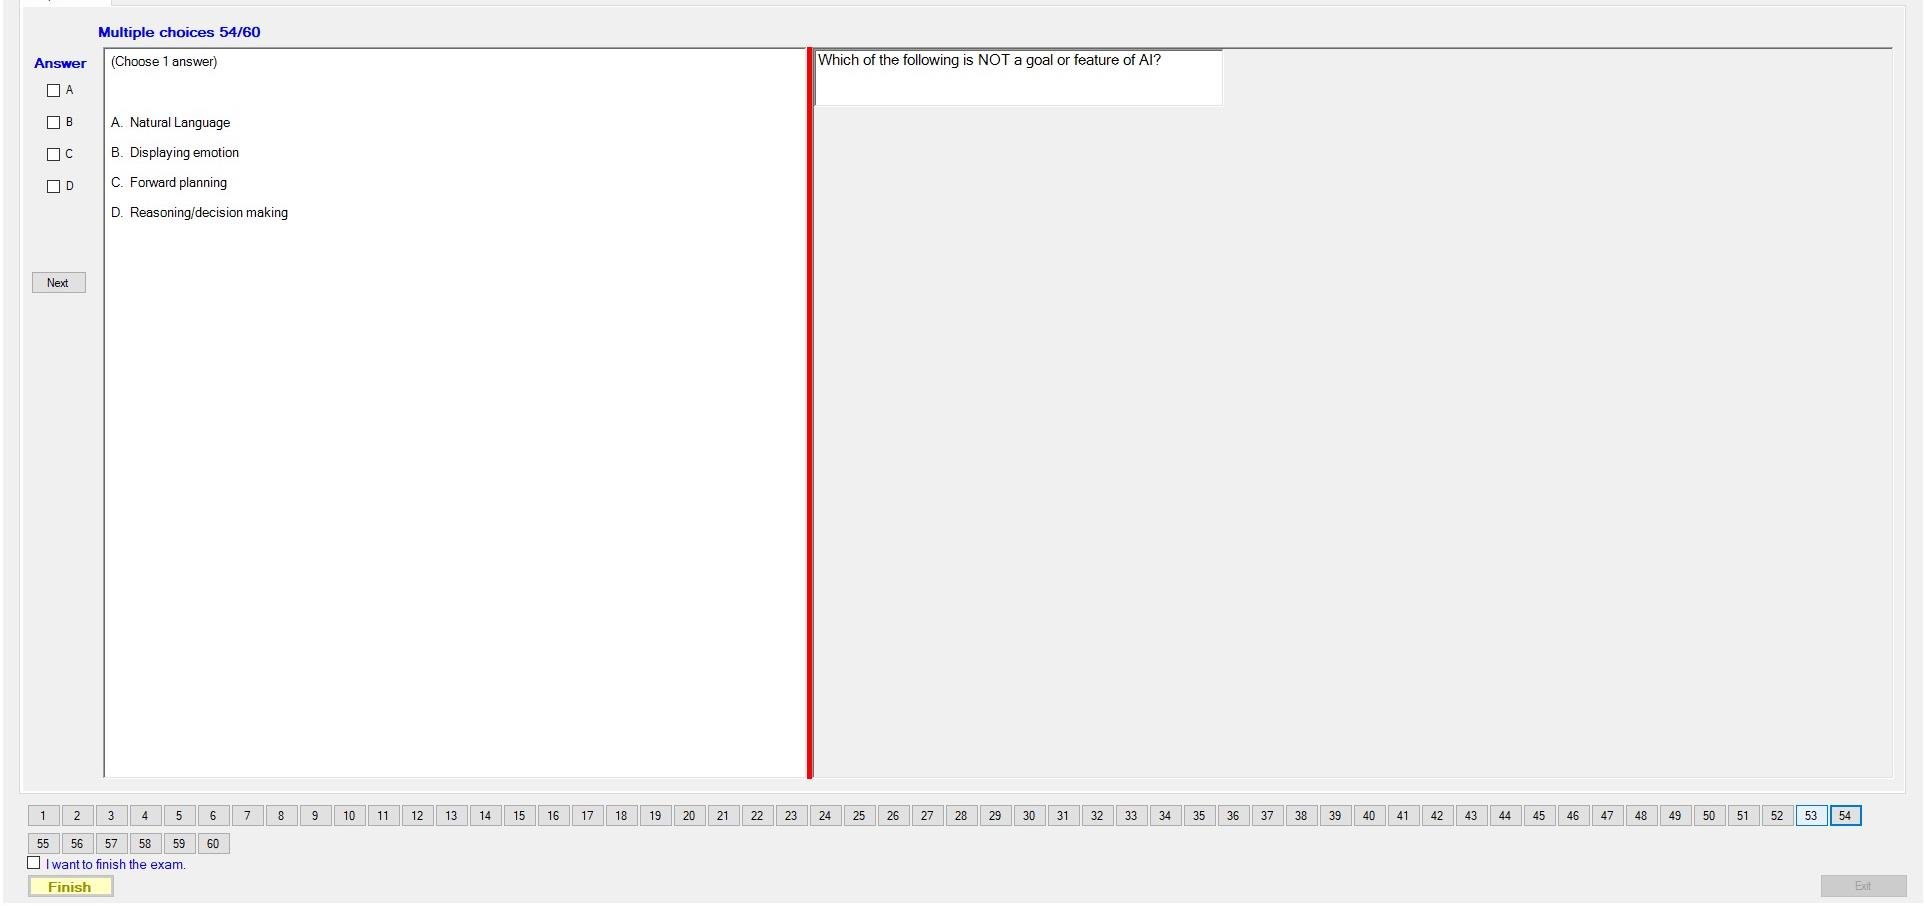 Multiple choices 54/60
Answer
A
B
C
D
Next
(Choose 1 answer)
A. Natural Language
B. Displaying emotion
C. Forward planning
D. Reasoning/decision making
Which of the following is NOT a goal or feature of AI?
1 2 3 4 5 6 7 8 9 10 11 12 13 14 15 16 17 18 19 20 21 22 23 24 25 26 27 28 29 30 31 32 33 34 35 36 37 38 39 40 41 42 43 44 45 46 47 48 49 50 51 52 53 54
55 56 57 58 59 60
I want to finish the exam.
Finish
Exit